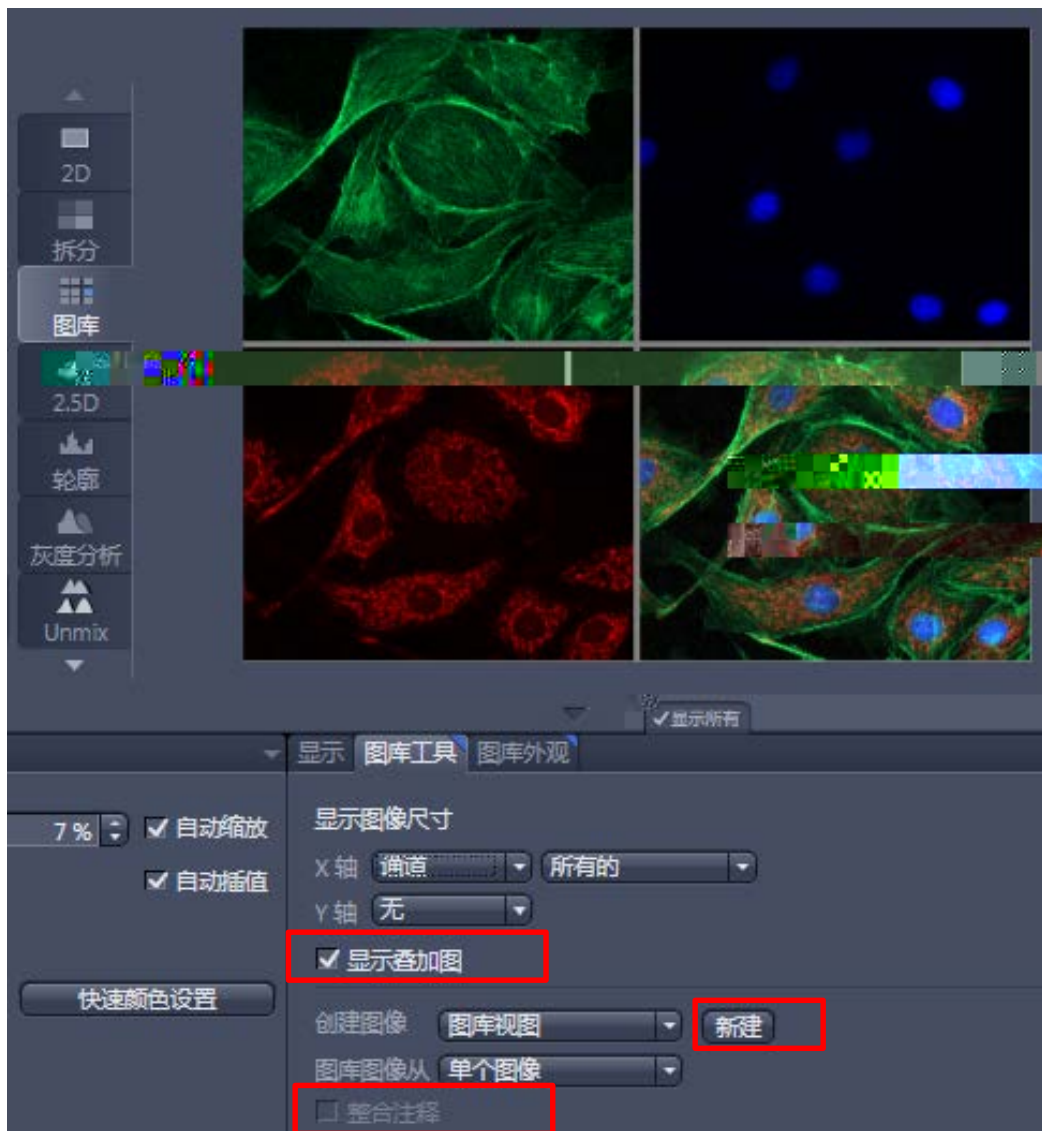 2D
拆分
图库
2.5D
轮廓
灰度分析
Unmix
显示所有
显示 图库工具 图库外观
7 % 自动缩放
自动插值
快速颜色设置
显示图像尺寸
X 轴 通道 所有的
Y 轴 无
显示叠加图
创建图像 图库视图 新建
图库图像从 单个图像
整合注释